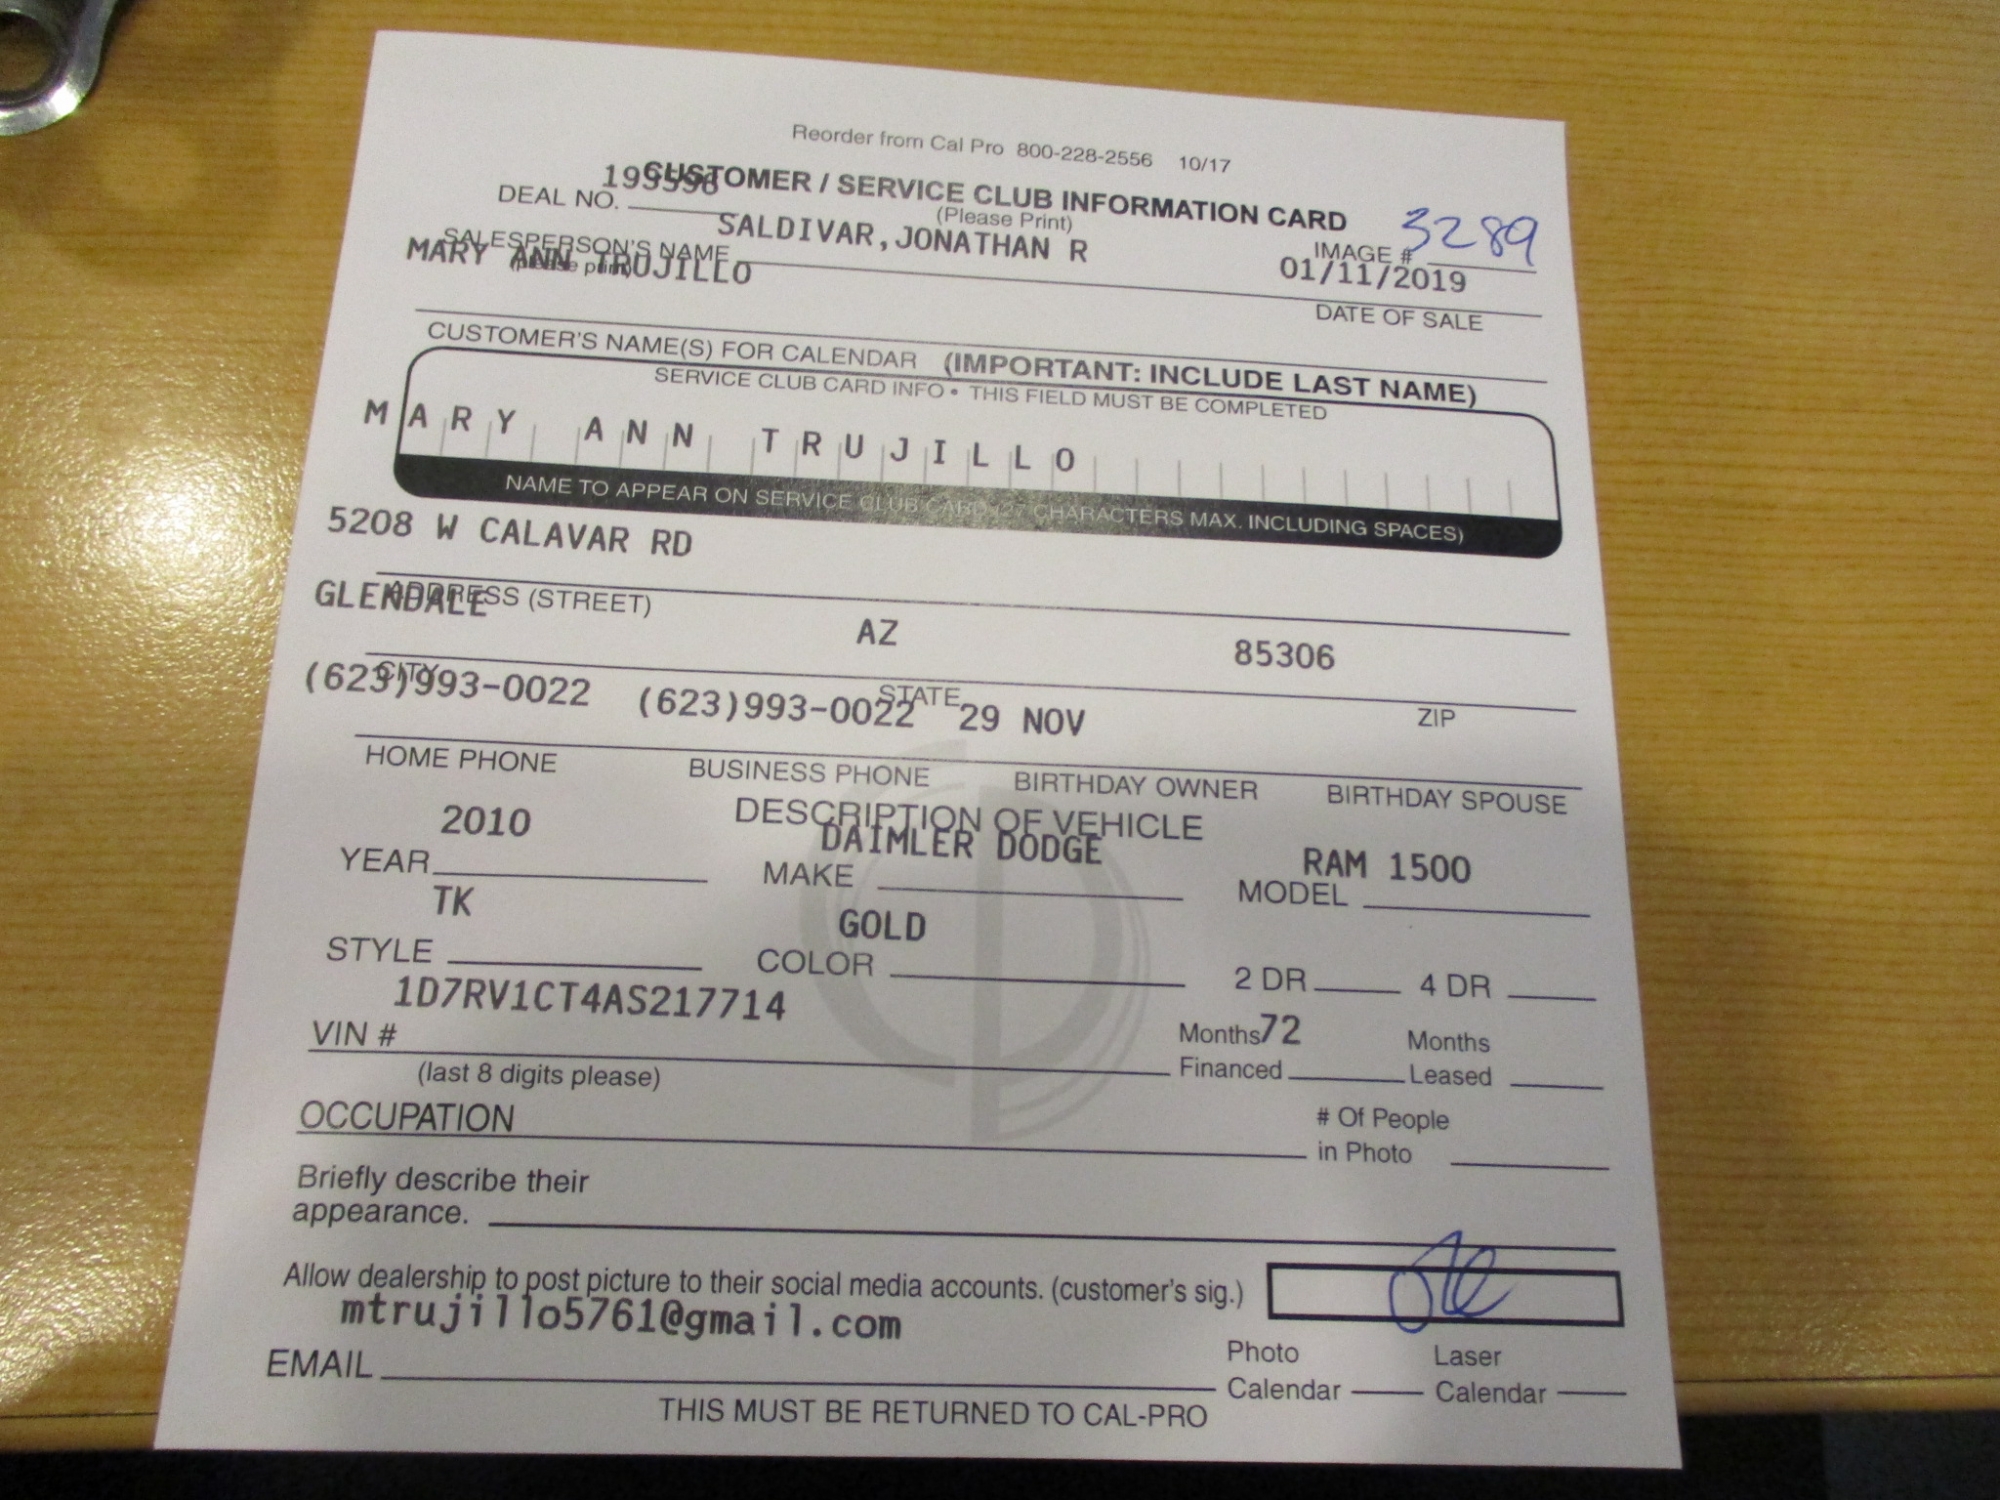 Reorder from Cal Pro 800-228-2556 10/17
CUSTOMER / SERVICE CLUB INFORMATION CARD
(Please Print)
DEAL NO. 195596
SALESPERSON'S NAME SALDIVAR,JONATHAN R
(please print)
IMAGE # 3289
MARY ANN TRUJILLO
01/11/2019
DATE OF SALE
CUSTOMER'S NAME(S) FOR CALENDAR (IMPORTANT: INCLUDE LAST NAME)
SERVICE CLUB CARD INFO • THIS FIELD MUST BE COMPLETED
MARY ANN TRUJILLO
NAME TO APPEAR ON SERVICE CLUB CARD (27 CHARACTERS MAX. INCLUDING SPACES)
5208 W CALAVAR RD
ADDRESS (STREET)
GLENDALE AZ 85306
CITY STATE ZIP
(623)993-0022 (623)993-0022 29 NOV
HOME PHONE BUSINESS PHONE BIRTHDAY OWNER BIRTHDAY SPOUSE
DESCRIPTION OF VEHICLE
YEAR 2010 MAKE DAIMLER DODGE MODEL RAM 1500
STYLE TK COLOR GOLD 2 DR 4 DR
VIN # 1D7RV1CT4AS217714
(last 8 digits please)
Months Financed 72 Months Leased
OCCUPATION
# Of People in Photo
Briefly describe their
appearance.
Allow dealership to post picture to their social media accounts. (customer's sig.)
EMAIL mtrujillo5761@gmail.com
Photo Calendar Laser Calendar
THIS MUST BE RETURNED TO CAL-PRO